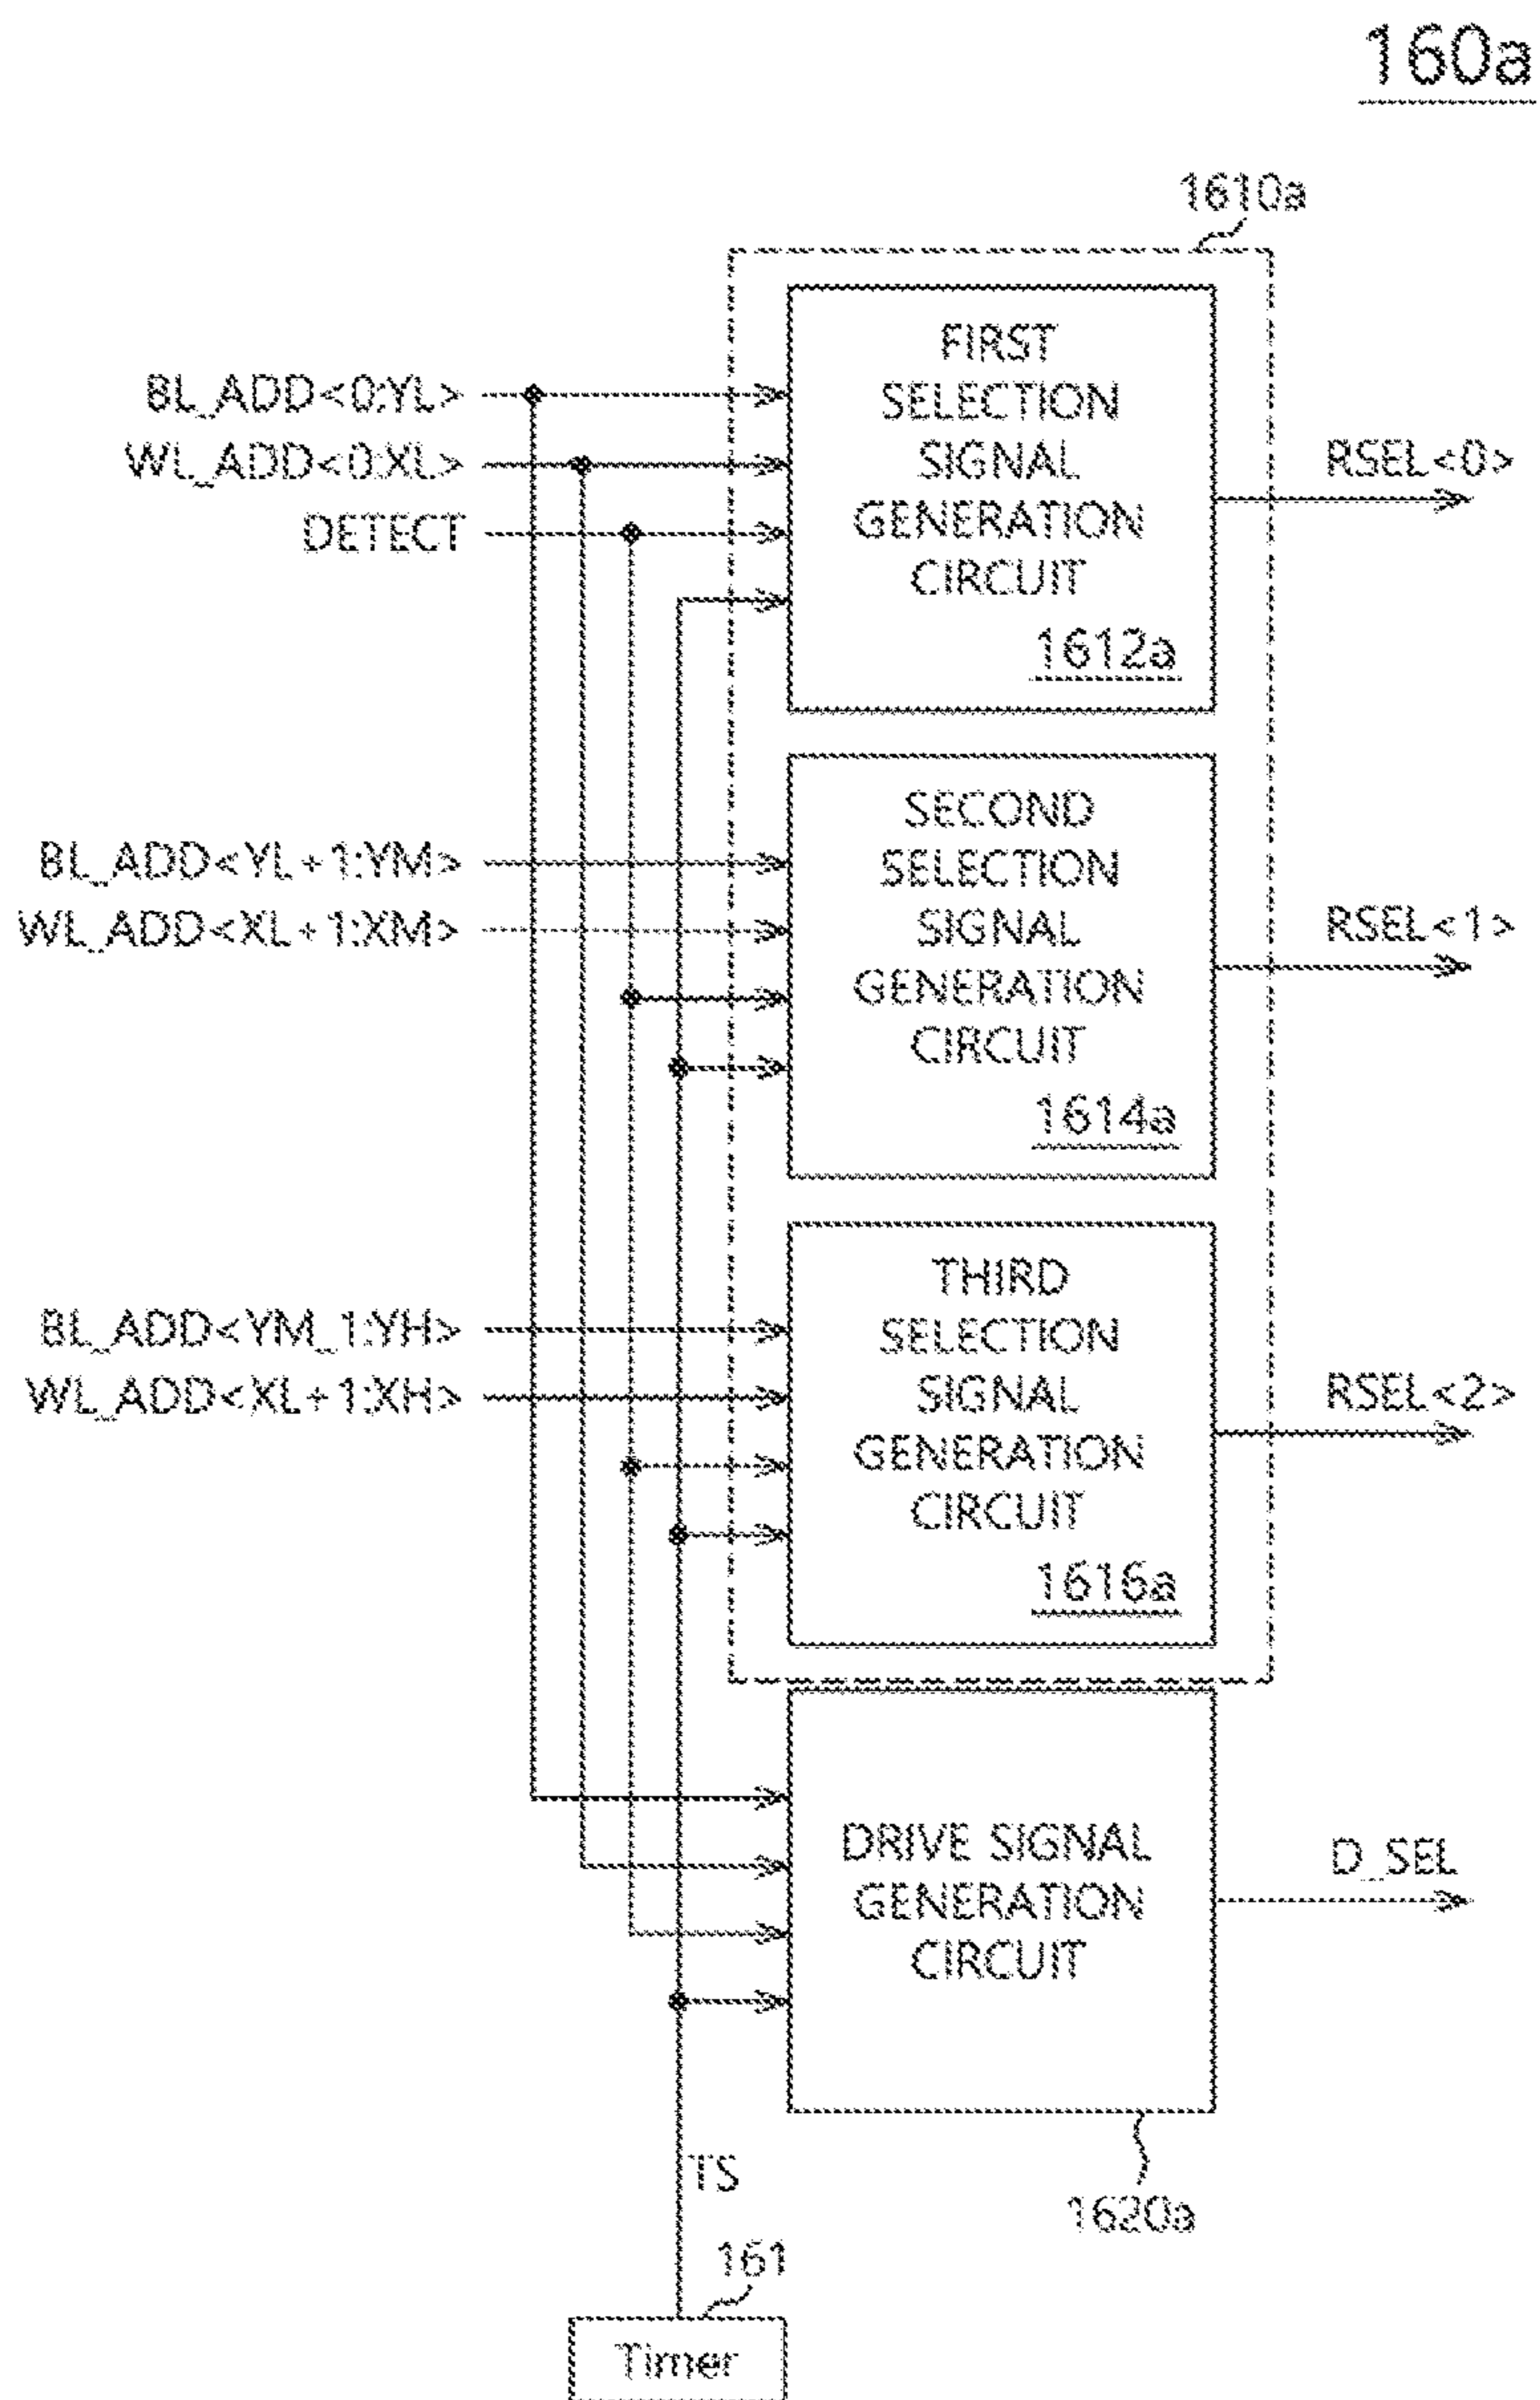 160a
1610a
FIRST
SELECTION
SIGNAL
GENERATION
CIRCUIT
1612a
BL_ADD<0:YL>
WL_ADD<0:XL>
DETECT
RSEL<0>
SECOND
SELECTION
SIGNAL
GENERATION
CIRCUIT
1614a
BL_ADD<YL+1:YM>
WL_ADD<XL+1:XM>
RSEL<1>
THIRD
SELECTION
SIGNAL
GENERATION
CIRCUIT
1616a
BL_ADD<YM_1:YH>
WL_ADD<XL+1:XH>
RSEL<2>
DRIVE SIGNAL
GENERATION
CIRCUIT
D_SEL
TS
1620a
161
Timer